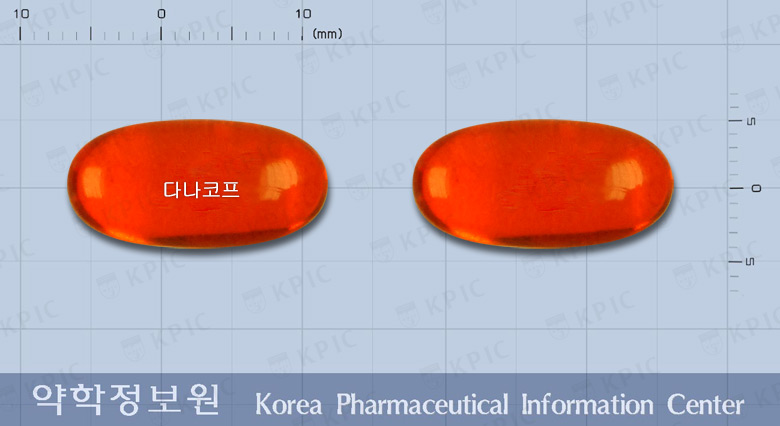 10 0 10 (mm)
KPIC
5
다나코프
0
5
약학정보원 Korea Pharmaceutical Information Center